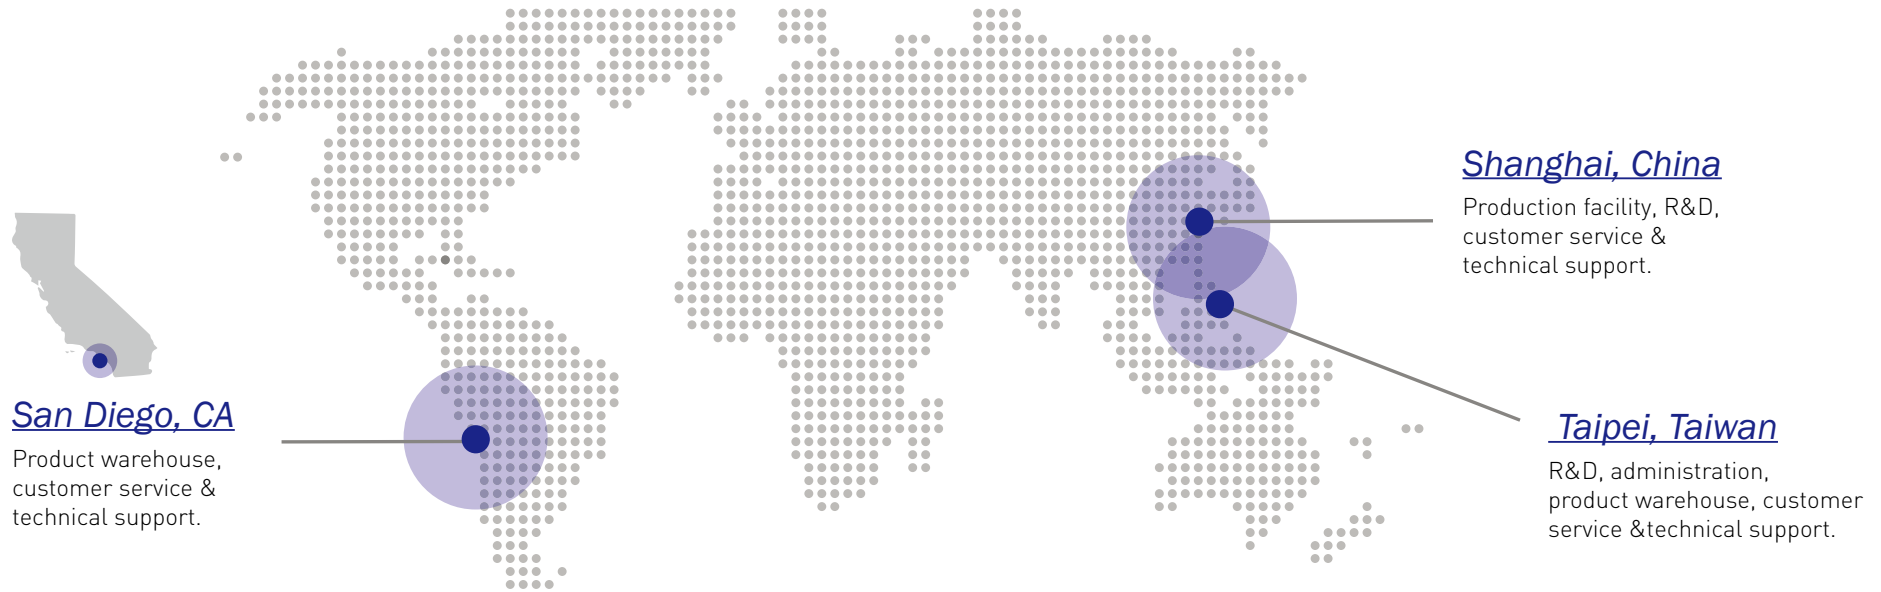 Shanghai, China
Production facility, R&D,
customer service &
technical support.
San Diego, CA
Product warehouse,
customer service &
technical support.
Taipei, Taiwan
R&D, administration,
product warehouse, customer
service &technical support.